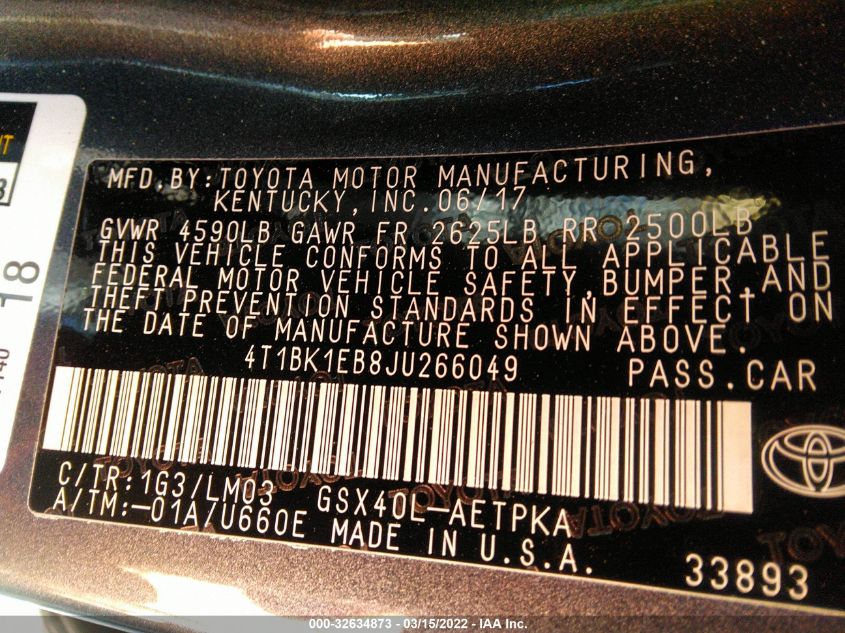 MFD.BY:TOYOTA MOTOR MANUFACTURING,
KENTUCKY,INC.06/17
GVWR 4590LB GAWR FR 2625LB RR 2500LB
THIS VEHICLE CONFORMS TO ALL APPLICABLE
FEDERAL MOTOR VEHICLE SAFETY,BUMPER,AND
THEFT PREVENTION STANDARDS IN EFFECT ON
THE DATE OF MANUFACTURE SHOWN ABOVE.
4T1BK1EB8JU266049 PASS.CAR
C/TR:1G3/LM03 GSX40L-AETPKA
A/TM:-01A/U660E MADE IN U.S.A.
33893
18
000-32634873 — 03/15/2022 — IAA Inc.